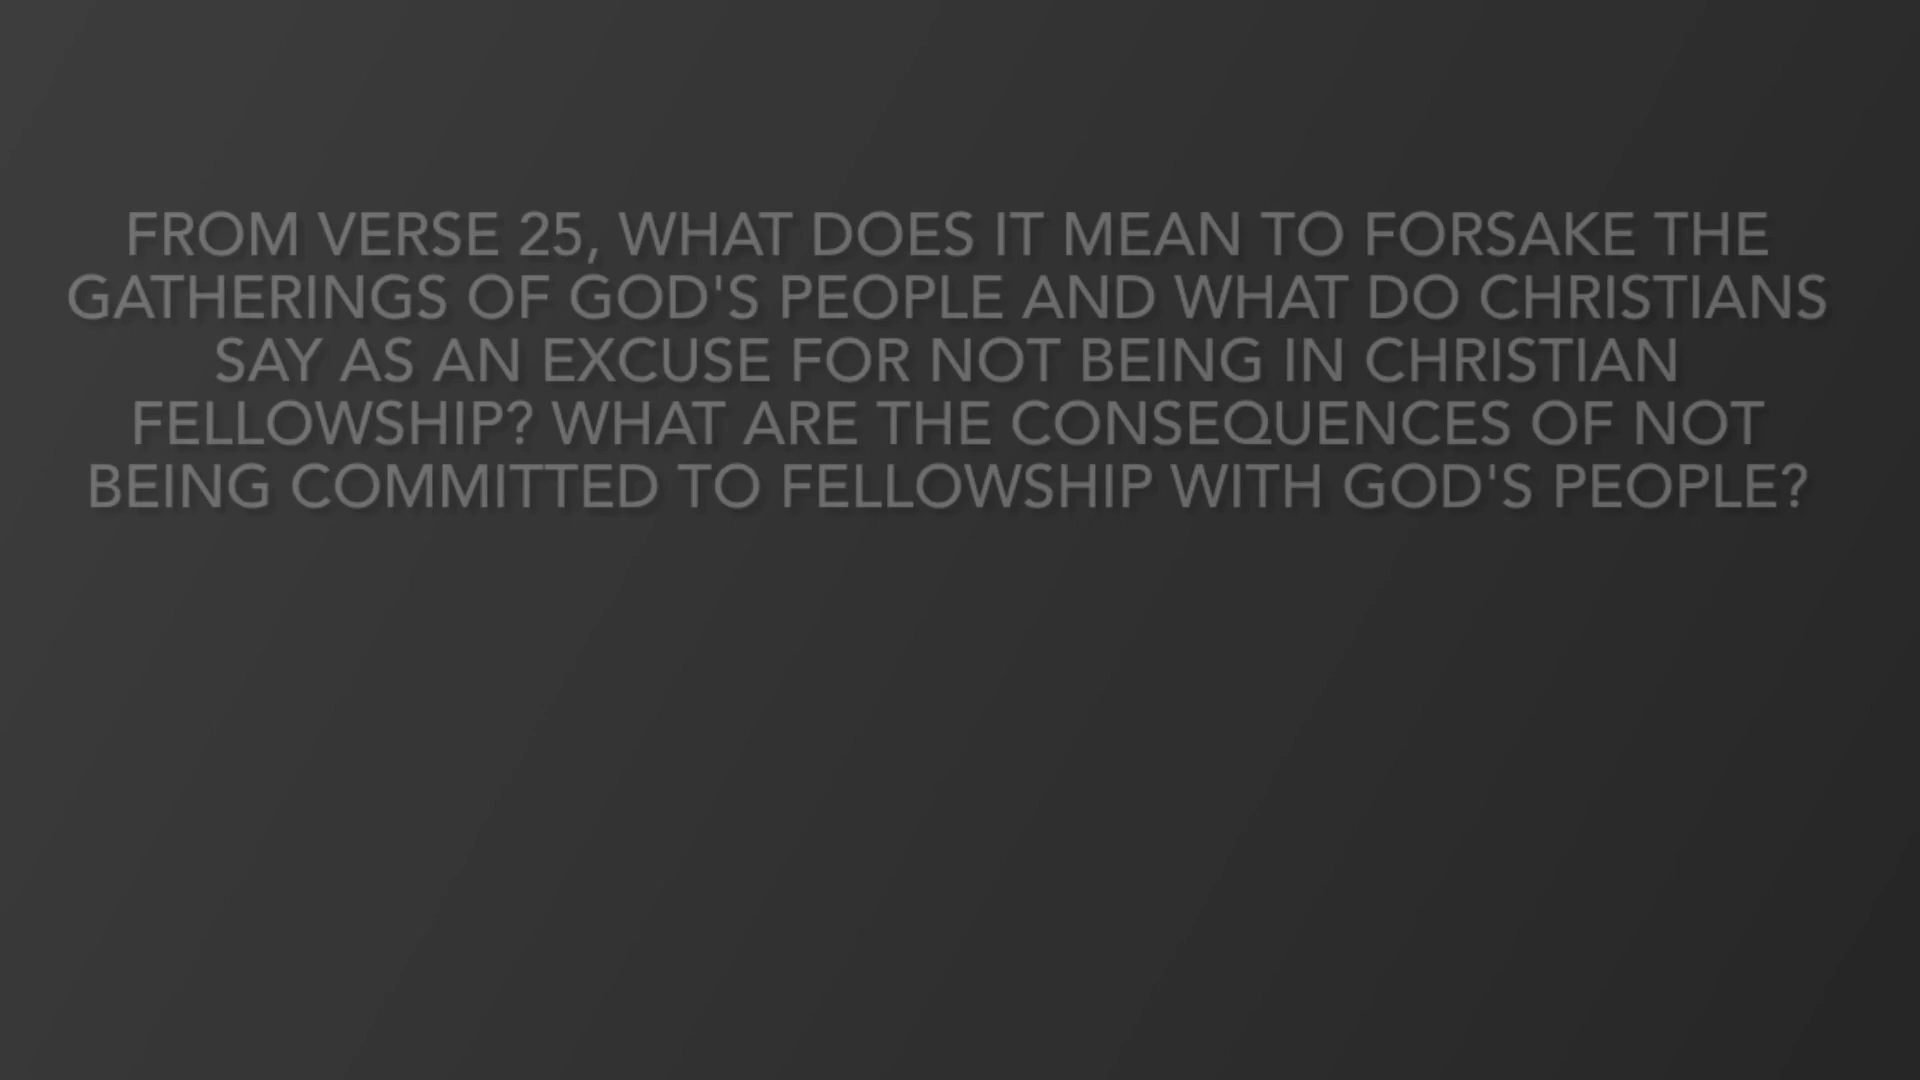 FROM VERSE 25, WHAT DOES IT MEAN TO FORSAKE THE
GATHERINGS OF GOD'S PEOPLE AND WHAT DO CHRISTIANS
SAY AS AN EXCUSE FOR NOT BEING IN CHRISTIAN
FELLOWSHIP? WHAT ARE THE CONSEQUENCES OF NOT
BEING COMMITTED TO FELLOWSHIP WITH GOD'S PEOPLE?